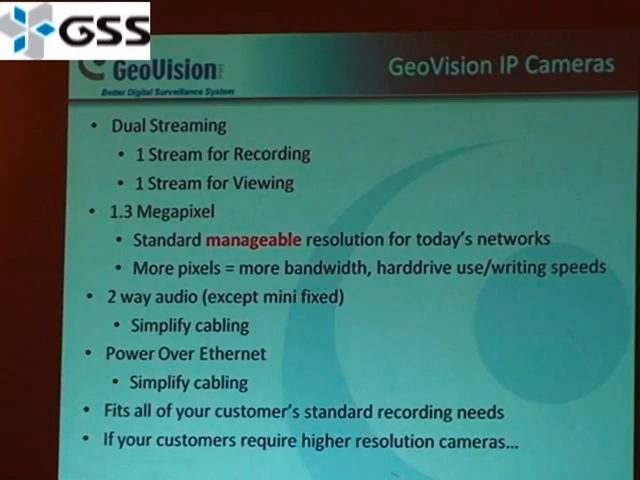 GSS
GeoVision
GeoVision IP Cameras
Better Digital Surveillance System
• Dual Streaming
• 1 Stream for Recording
• 1 Stream for Viewing
• 1.3 Megapixel
• Standard manageable resolution for today's networks
• More pixels = more bandwidth, harddrive use/writing speeds
• 2 way audio (except mini fixed)
• Simplify cabling
• Power Over Ethernet
• Simplify cabling
• Fits all of your customer's standard recording needs
• If your customers require higher resolution cameras...